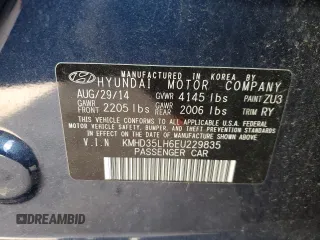 MANUFACTURED IN KOREA BY
HYUNDAI MOTOR COMPANY
AUG/29/14 GVWR 4145 lbs PAINT ZU3
GAWR FRONT 2205 lbs GAWR REAR 2006 lbs TRIM RY
THIS VEHICLE CONFORMS TO ALL APPLICABLE
FEDERAL MOTOR VEHICLE SAFETY, BUMPER, AND
THEFT PREVENTION STANDARDS IN EFFECT ON
THE DATE OF MANUFACTURE SHOWN ABOVE.
V.I.N KMHD35LH6EU229835
PASSENGER CAR
DIDIAUCTION